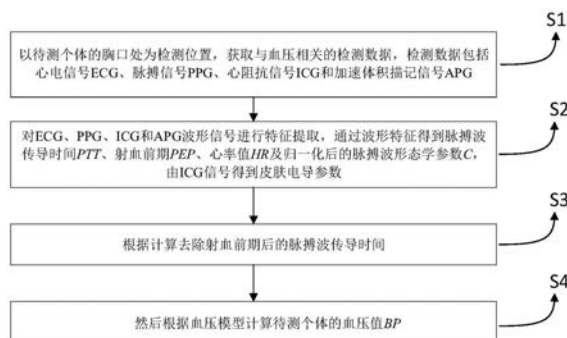 S1
以待测个体的胸口处为检测位置，获取与血压相关的检测数据，检测数据包括
心电信号ECG、脉搏信号PPG、心阻抗信号ICG和加速体积描记信号APG
S2
对ECG、PPG、ICG和APG波形信号进行特征提取，通过波形特征得到脉搏波
传导时间PTT、射血前期PEP、心率值HR及归一化后的脉搏波形态学参数C，
由ICG信号得到皮肤电导参数
S3
根据计算去除射血前期后的脉搏波传导时间
S4
然后根据血压模型计算待测个体的血压值BP